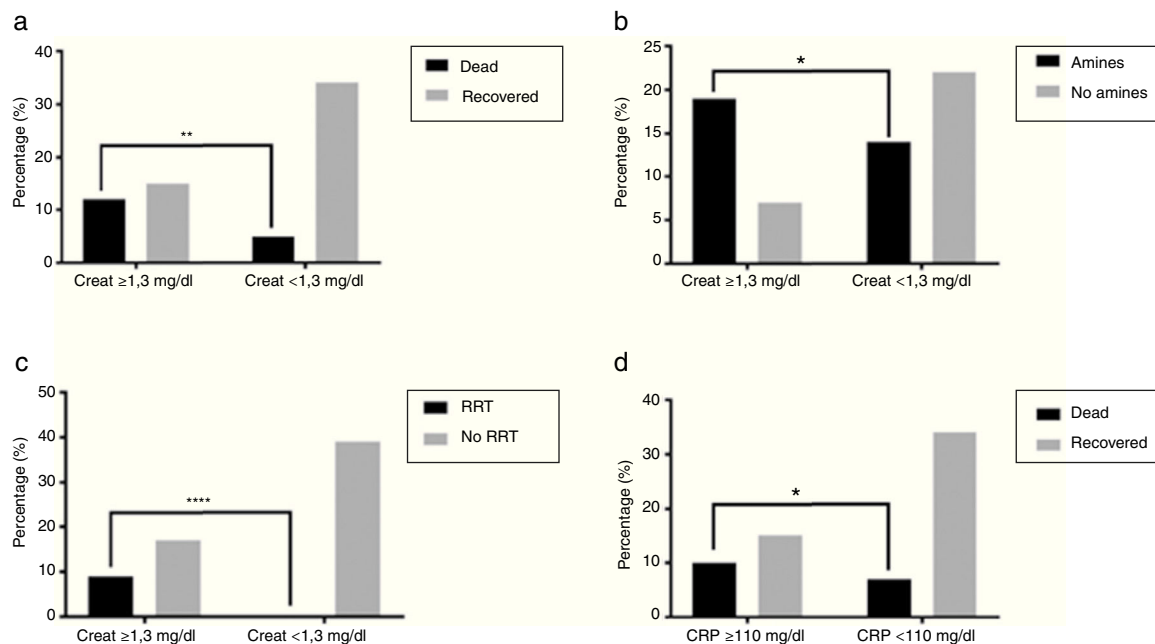 a
Percentage (%)
40
30
20
10
0
**
Dead
Recovered
Creat ≥1,3 mg/dl
Creat <1,3 mg/dl
b
Percentage (%)
25
20
15
10
5
0
*
Amines
No amines
Creat ≥1,3 mg/dl
Creat <1,3 mg/dl
c
Percentage (%)
50
40
30
20
10
0
****
RRT
No RRT
Creat ≥1,3 mg/dl
Creat <1,3 mg/dl
d
Percentage (%)
40
30
20
10
0
*
Dead
Recovered
CRP ≥110 mg/dl
CRP <110 mg/dl